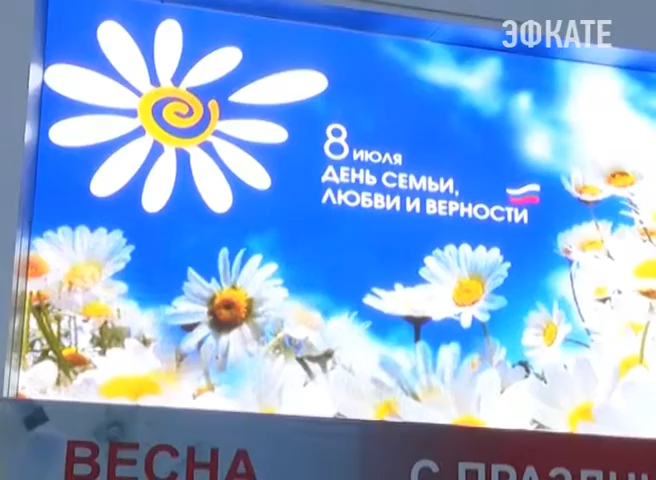 ЭФКАТЕ
8 ИЮЛЯ
ДЕНЬ СЕМЬИ,
ЛЮБВИ И ВЕРНОСТИ
ВЕСНА
С